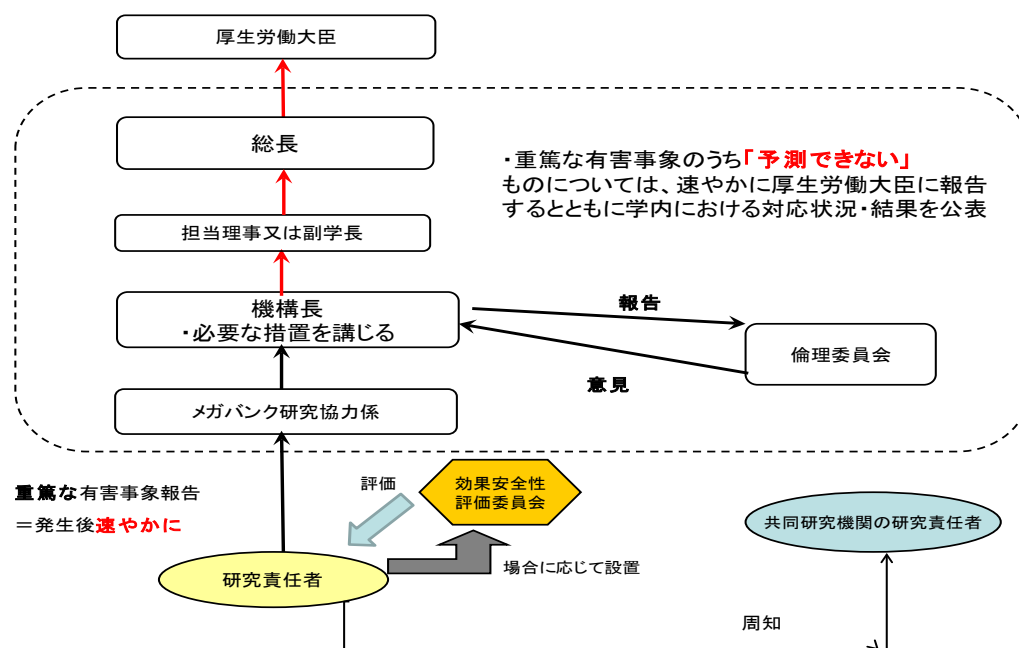 厚生労働大臣
総長
・重篤な有害事象のうち「予測できない」
ものについては、速やかに厚生労働大臣に報告
するとともに学内における対応状況・結果を公表
担当理事又は副学長
機構長
・必要な措置を講じる
報告
倫理委員会
意見
メガバンク研究協力係
重篤な有害事象報告
＝発生後速やかに
評価
効果安全性
評価委員会
共同研究機関の研究責任者
場合に応じて設置
研究責任者
周知